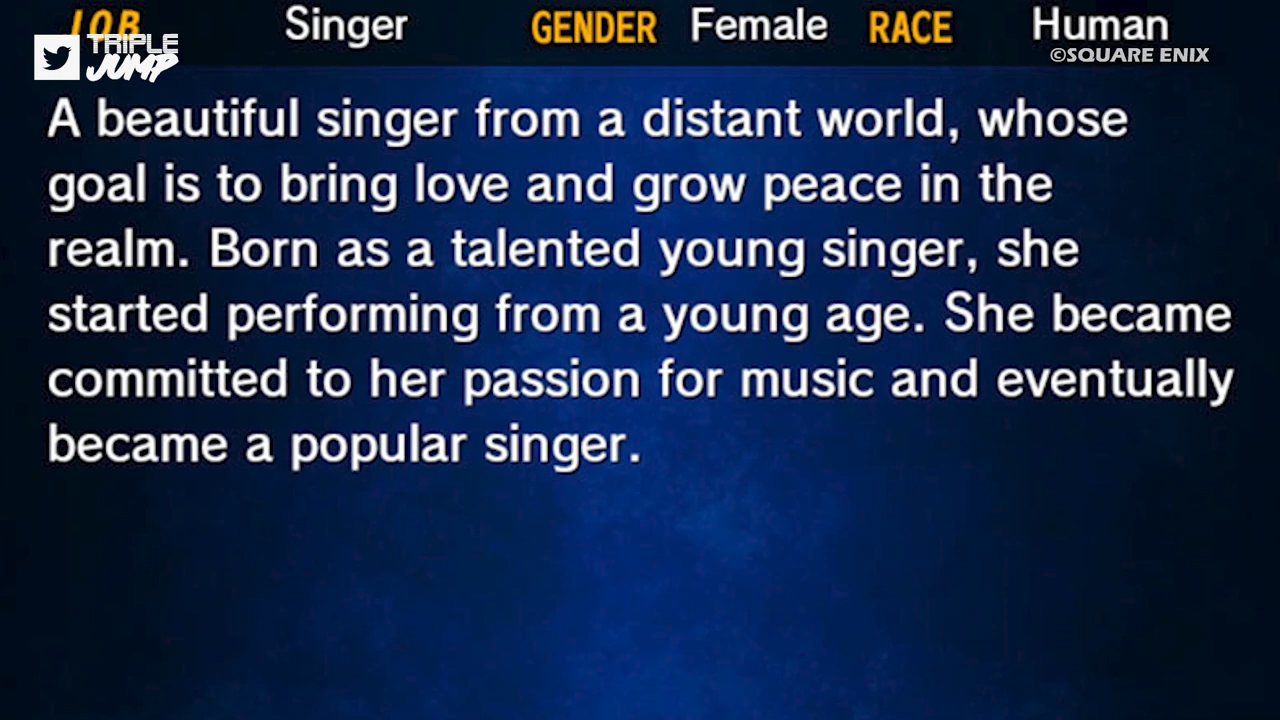 JOB Singer GENDER Female RACE Human
TRIPLE
JUMP
©SQUARE ENIX
A beautiful singer from a distant world, whose
goal is to bring love and grow peace in the
realm. Born as a talented young singer, she
started performing from a young age. She became
committed to her passion for music and eventually
became a popular singer.